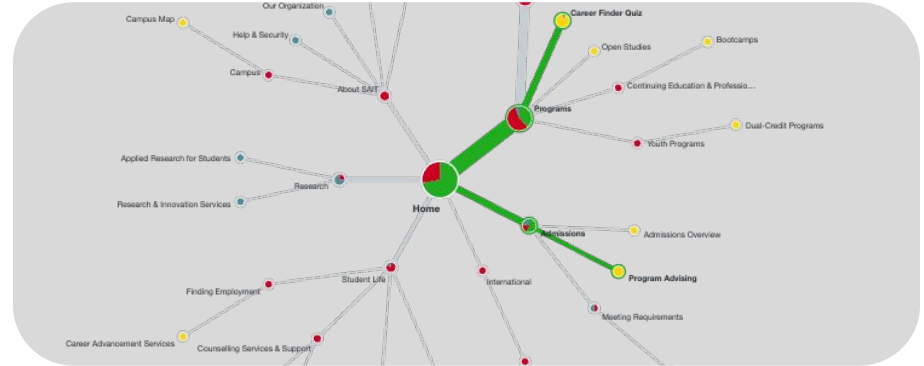 Our Organization
Career Finder Quiz
Campus Map
Help & Security
Open Studies
Bootcamps
Campus
About SAIT
Continuing Education & Professio...
Programs
Dual-Credit Programs
Youth Programs
Applied Research for Students
Research
Research & Innovation Services
Home
Admissions
Admissions Overview
Student Life
International
Program Advising
Finding Employment
Meeting Requirements
Career Advancement Services
Counselling Services & Support